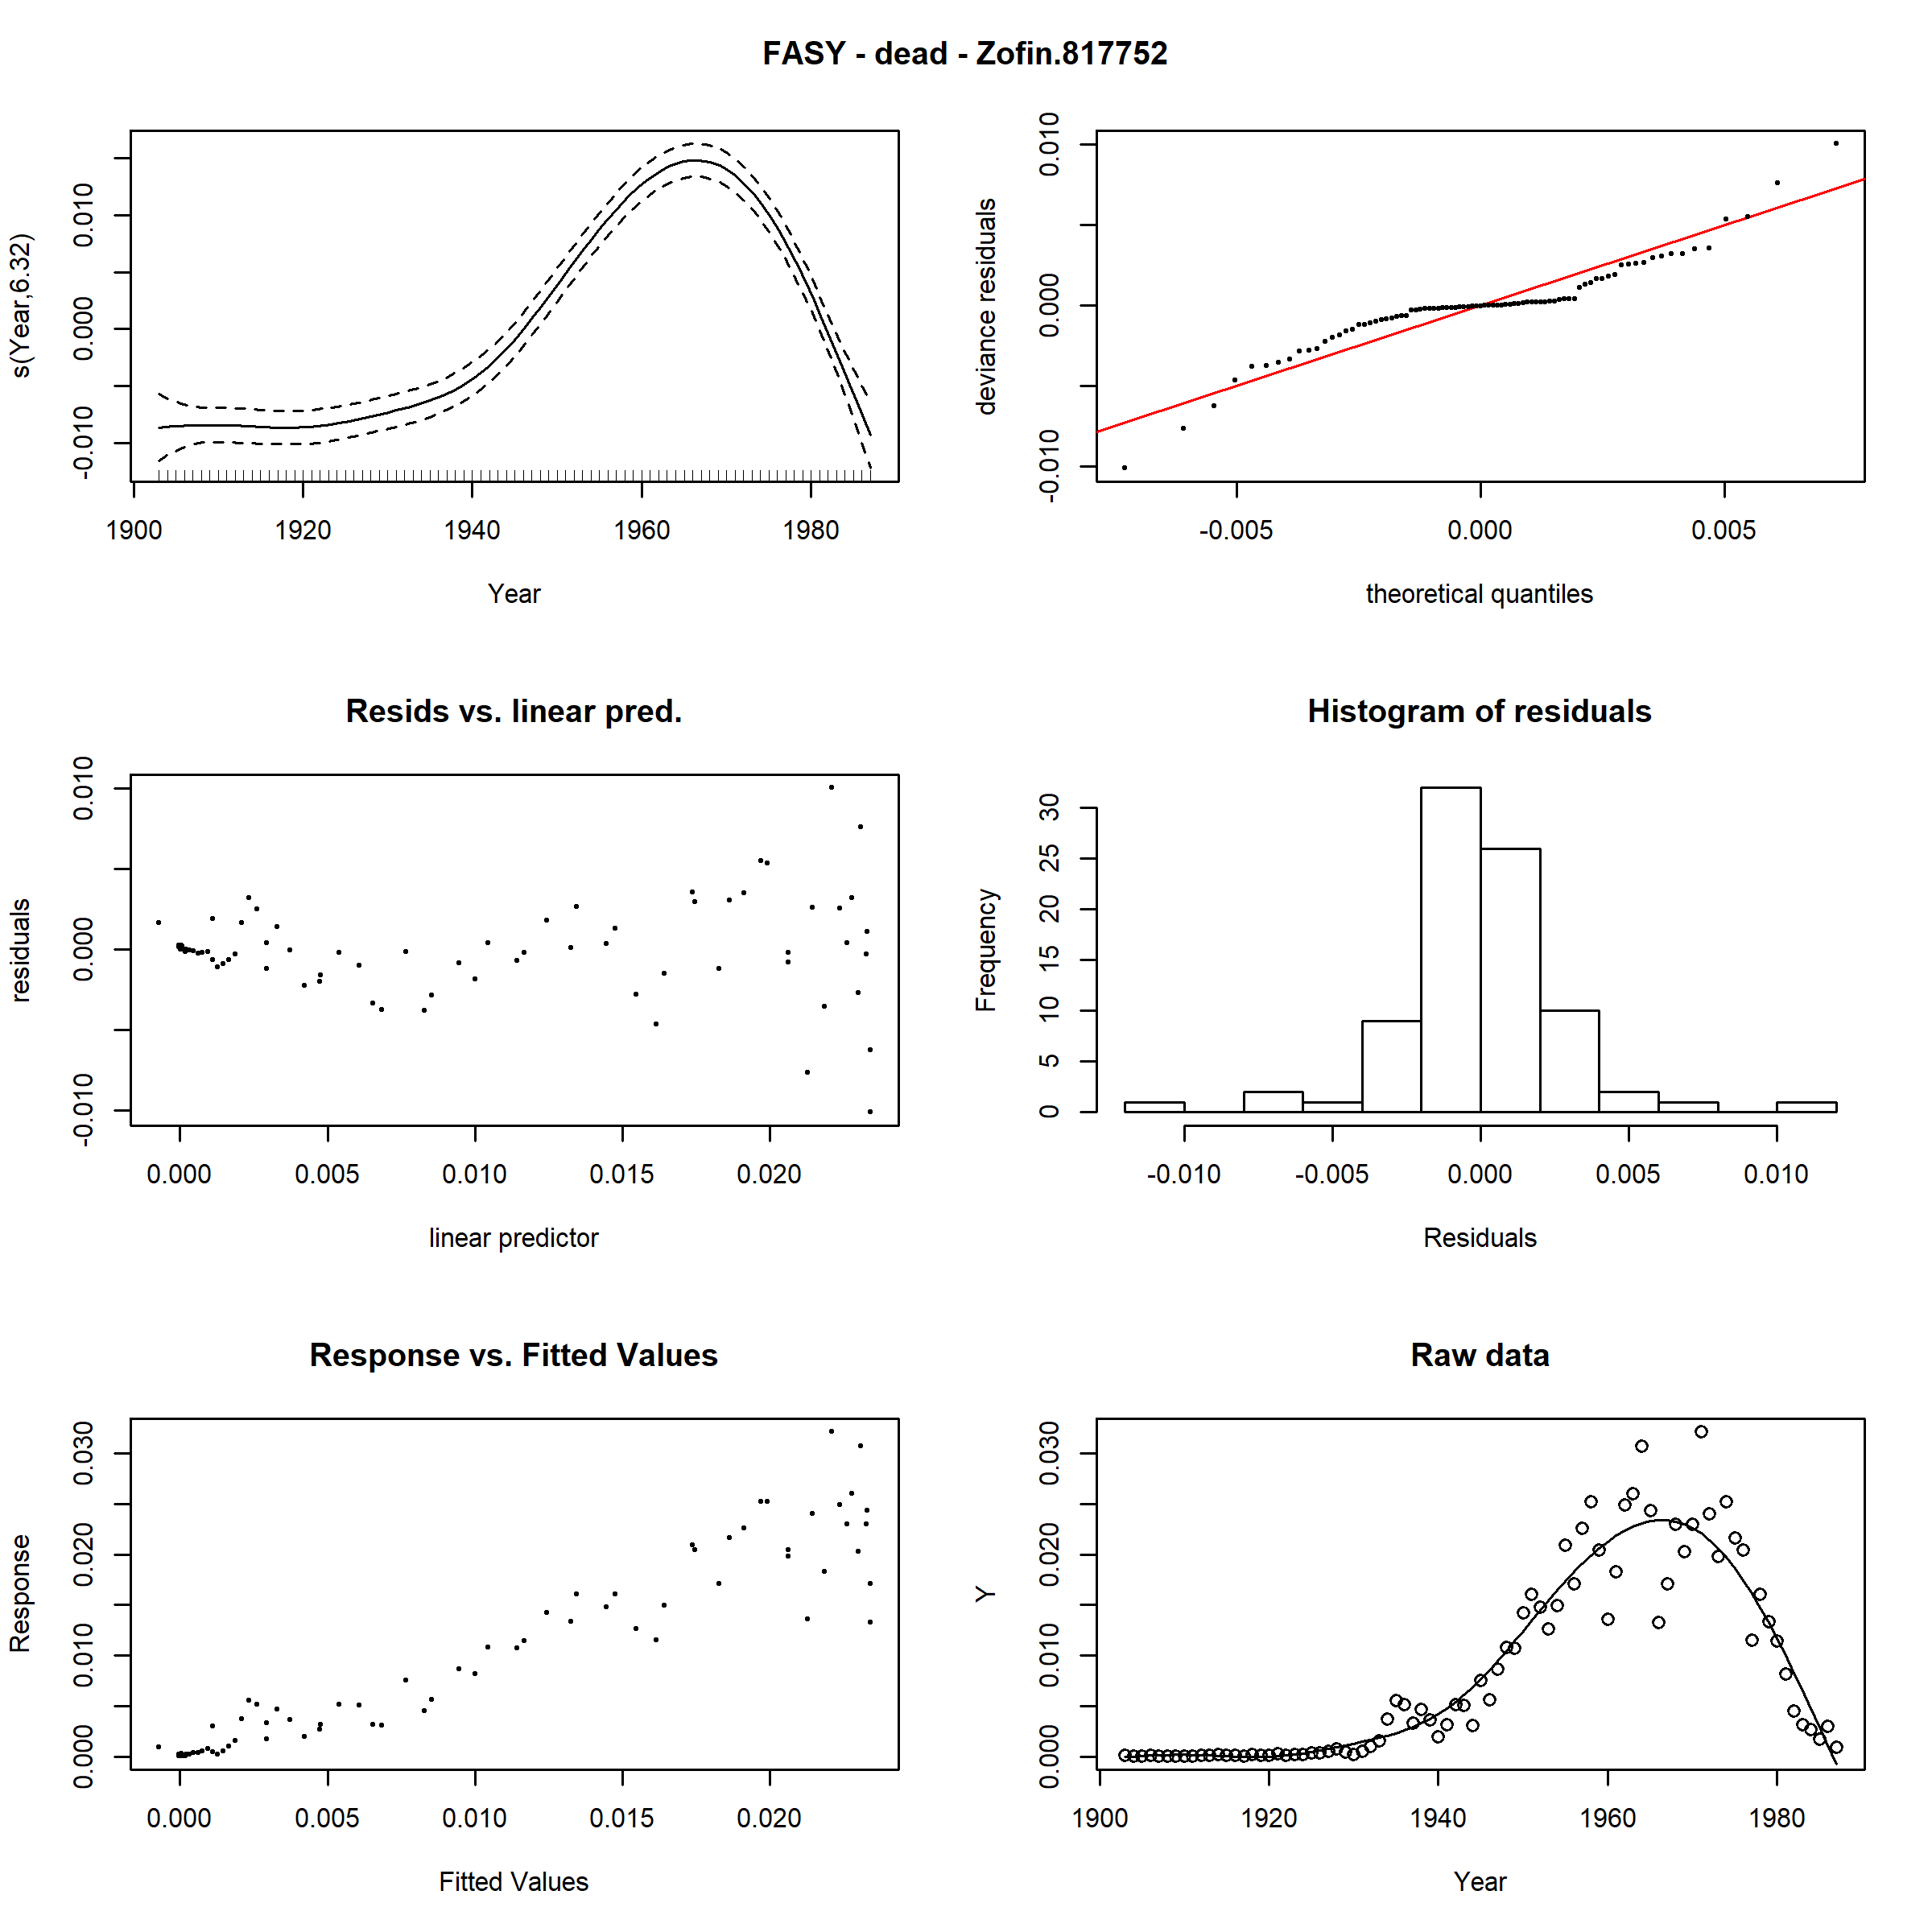 FASY - dead - Zofin.817752
s(Year,6.32)
-0.010 0.000 0.010
1900 1920 1940 1960 1980
Year
deviance residuals
-0.010 0.000 0.010
-0.005 0.000 0.005
theoretical quantiles
Resids vs. linear pred.
residuals
-0.010 0.000 0.010
0.000 0.005 0.010 0.015 0.020
linear predictor
Histogram of residuals
Frequency
0 5 10 15 20 25 30
-0.010 -0.005 0.000 0.005 0.010
Residuals
Response vs. Fitted Values
Response
0.000 0.010 0.020 0.030
0.000 0.005 0.010 0.015 0.020
Fitted Values
Raw data
Y
0.000 0.010 0.020 0.030
1900 1920 1940 1960 1980
Year